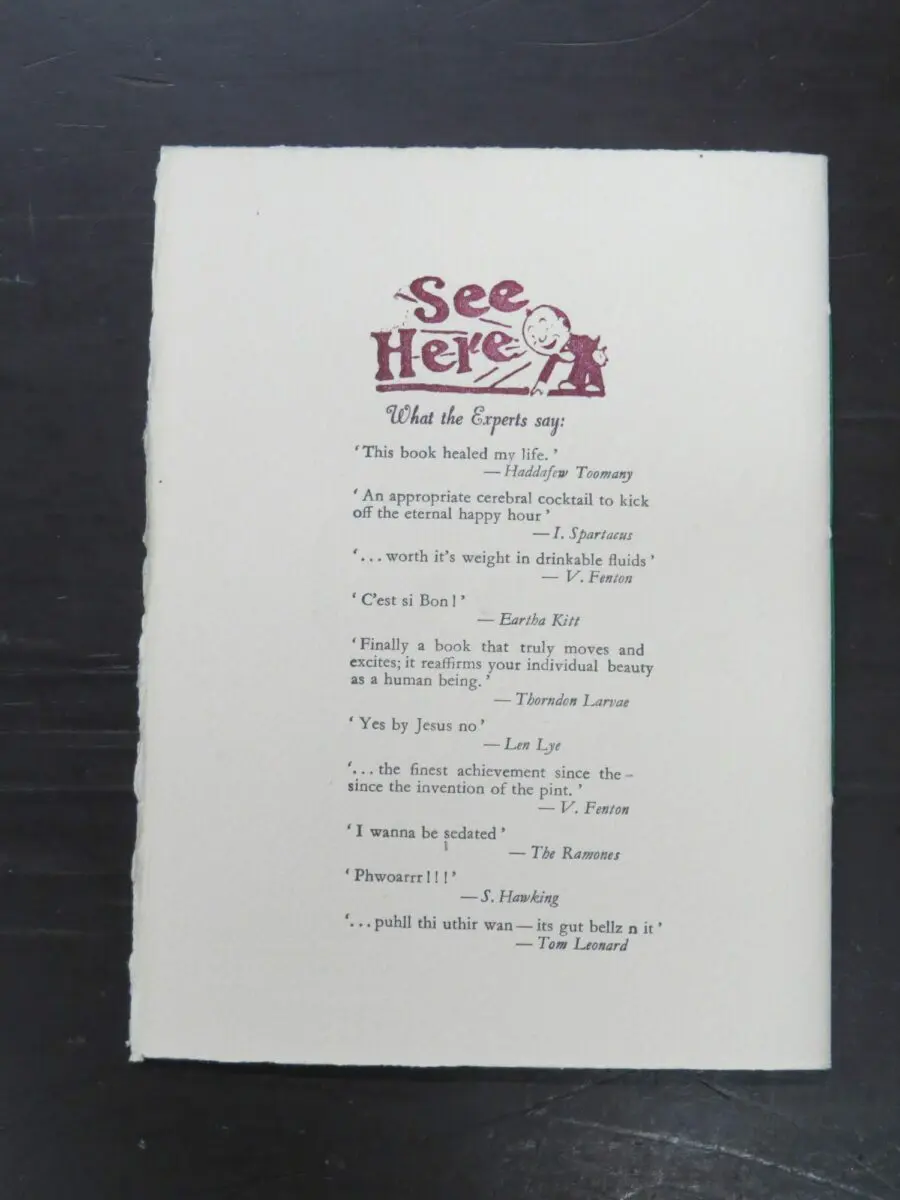 See
Here
What the Experts say:
‘This book healed my life.’
— Haddafew Toomany
‘An appropriate cerebral cocktail to kick
off the eternal happy hour’
— I. Spartacus
‘... worth it's weight in drinkable fluids’
— V. Fenton
‘C'est si Bon!’
— Eartha Kitt
‘Finally a book that truly moves and
excites; it reaffirms your individual beauty
as a human being.’
— Thorndon Larvae
‘Yes by Jesus no’
— Len Lye
‘... the finest achievement since the –
since the invention of the pint.’
— V. Fenton
‘I wanna be sedated’
— The Ramones
‘Phwoarrr!!!’
— S. Hawking
‘... puhll thi uthir wan — its gut bellz n it’
— Tom Leonard